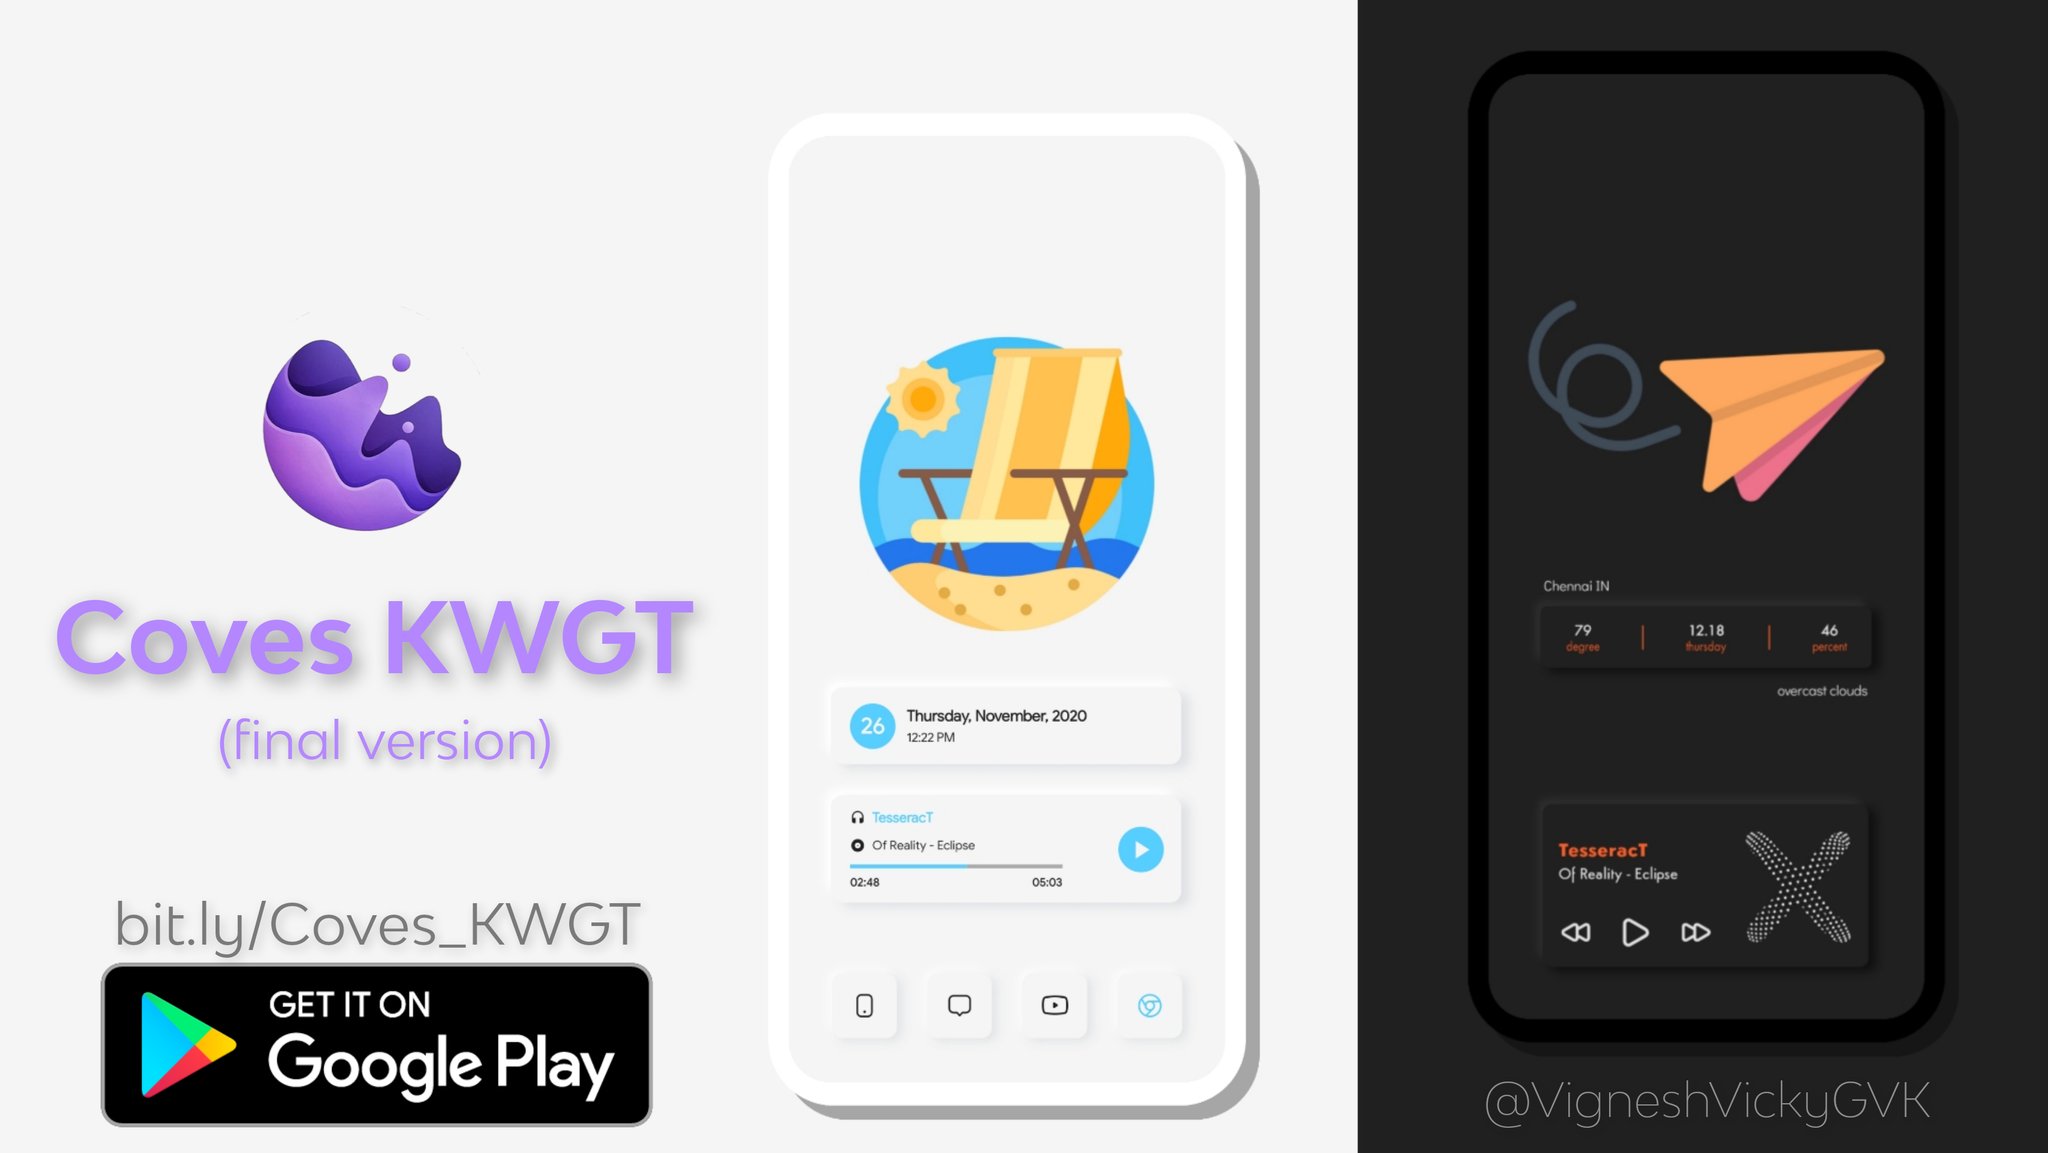 Coves KWGT
(final version)
bit.ly/Coves_KWGT
GET IT ON
Google Play
26
Thursday, November, 2020
12:22 PM
TesseracT
Of Reality - Eclipse
02:48
05:03
Chennai IN
79
degree
12.18
thursday
46
percent
overcast clouds
TesseracT
Of Reality - Eclipse
@VigneshVickyGVK